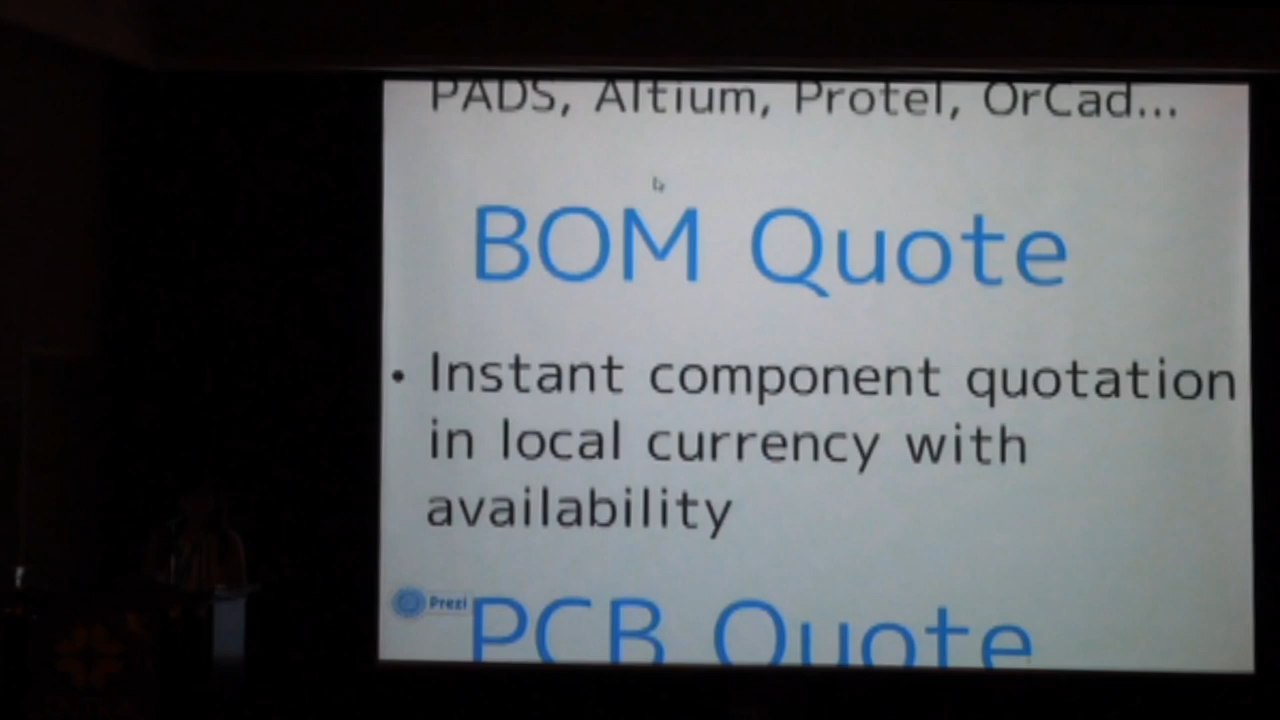 PADS, Altium, Protel, OrCad...
BOM Quote
• Instant component quotation
in local currency with
availability
Prezi
PCB Quote